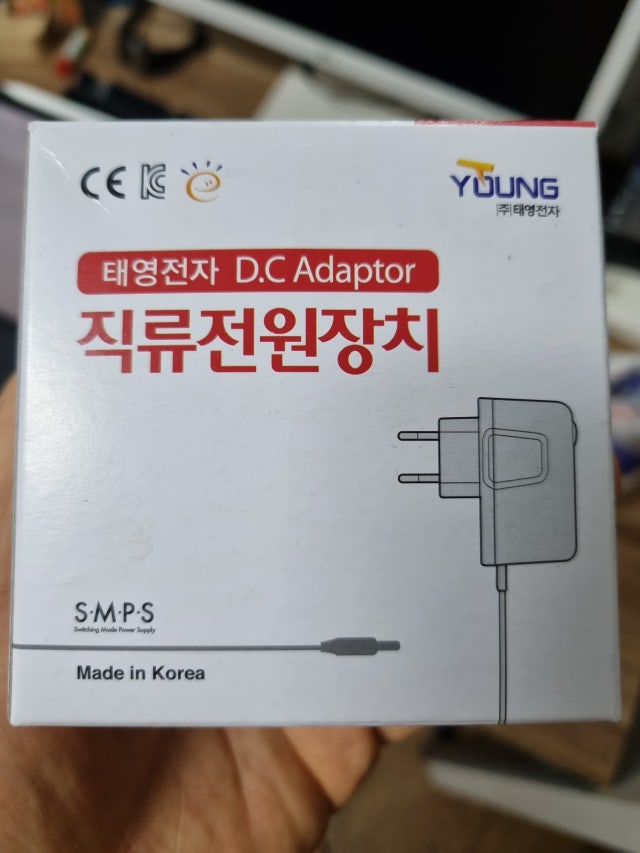 CE
YOUNG
(주)태영전자
태영전자 D.C Adaptor
직류전원장치
S·M·P·S
Switching Mode Power Supply
Made in Korea